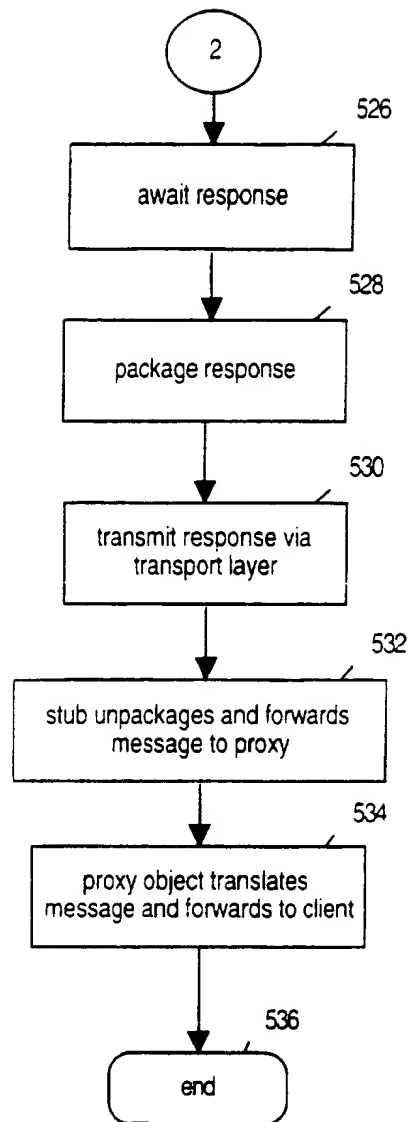 2
526
await response
528
package response
530
transmit response via
transport layer
532
stub unpackages and forwards
message to proxy
534
proxy object translates
message and forwards to client
536
end